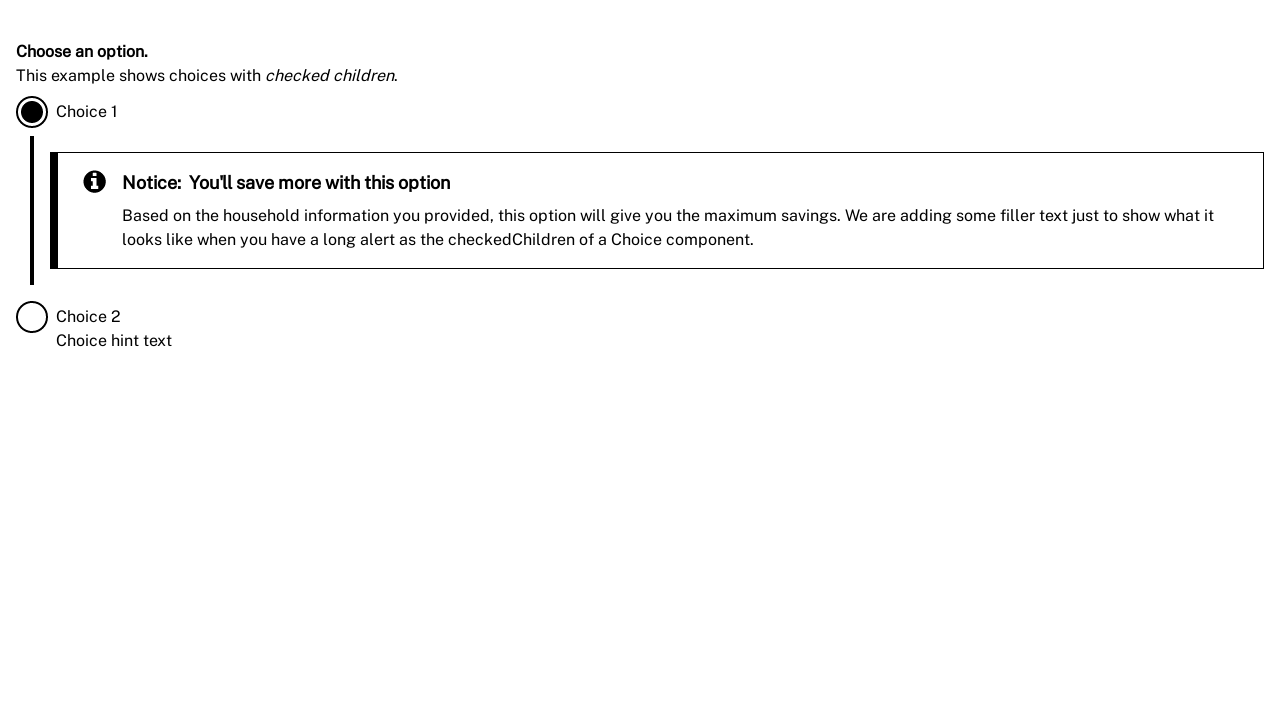 Choose an option.
This example shows choices with checked children.
Choice 1
Notice: You'll save more with this option
Based on the household information you provided, this option will give you the maximum savings. We are adding some filler text just to show what it
looks like when you have a long alert as the checkedChildren of a Choice component.
Choice 2
Choice hint text